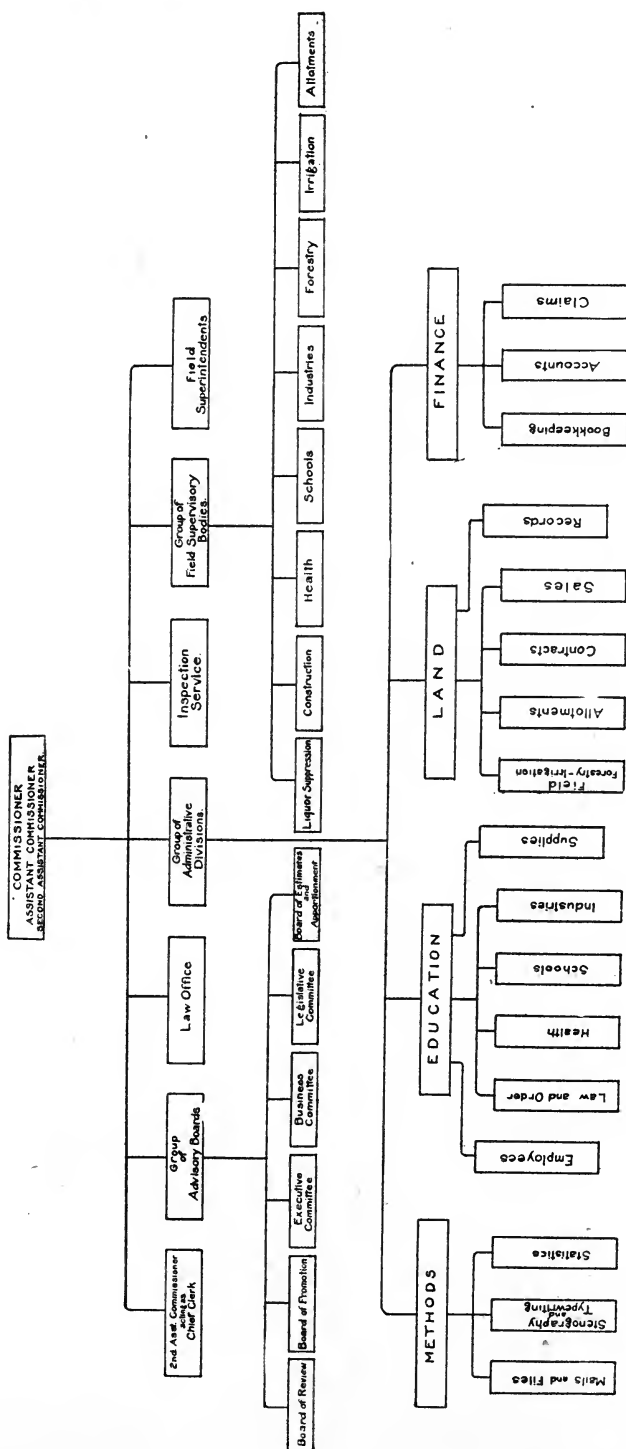 COMMISSIONER
ASSISTANT COMMISSIONER
SECOND ASSISTANT COMMISSIONER.
2nd Asst. Commissioner
acting as
Chief Clerk
Group
of
Advisory Boards
Law Office
Group of
Administrative
Divisions.
Inspection
Service.
Group of
Field Supervisory
Bodies.
Field
Superintendents
Board of Review
Board of Promotion
Executive
Committee
Business
Committee
Legislative
Committee
Board of Estimates
and
Apportionment
Liquor Suppression
Construction
Health
Schools
Industries
Forestry
Irrigation
Allotments
METHODS
EDUCATION
LAND
FINANCE
Mails and Files
Stenography
and
Typewriting
Statistics
Employees
Law and Order
Health
Schools
Industries
Supplies
Field
Forestry-Irrigation
Allotments
Contracts
Sales
Records
Bookkeeping
Accounts
Claims